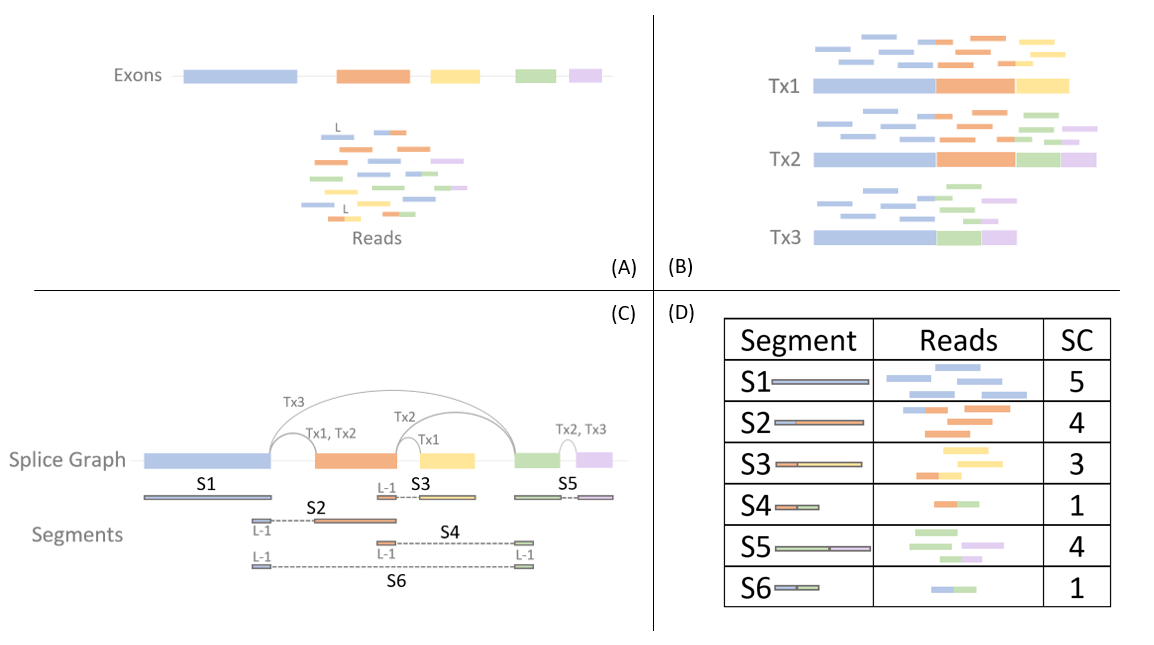 Exons
L
L
Reads
(A)
Tx1
Tx2
Tx3
(B)
(C)
Tx3
Tx2
Tx1, Tx2
Tx1
Tx2, Tx3
Splice Graph
S1
L-1
S3
S5
S2
Segments
L-1
S4
L-1
L-1
L-1
S6
(D)
Segment Reads SC
S1 5
S2 4
S3 3
S4 1
S5 4
S6 1